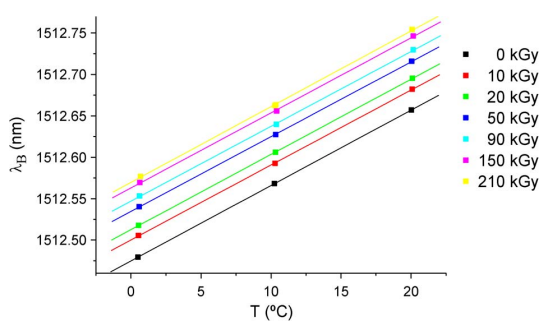 1512.75
1512.70
1512.65
1512.60
1512.55
1512.50
λB (nm)
0 5 10 15 20
T (ºC)
0 kGy
10 kGy
20 kGy
50 kGy
90 kGy
150 kGy
210 kGy